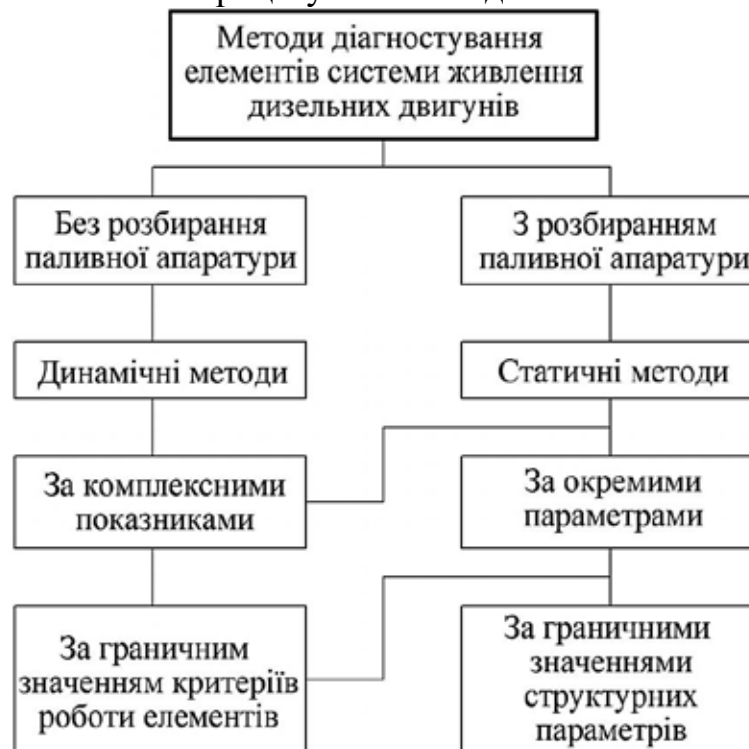 Методи діагностування
елементів системи живлення
дизельних двигунів
Без розбирання
паливної апаратури
З розбиранням
паливної апаратури
Динамічні методи
Статичні методи
За комплексними
показниками
За окремими
параметрами
За граничним
значенням критеріїв
роботи елементів
За граничними
значеннями
структурних
параметрів